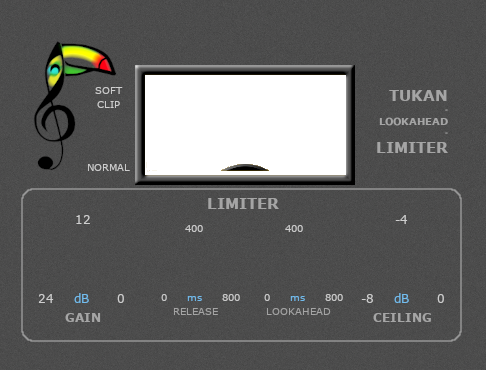 SOFT
CLIP
NORMAL
TUKAN
-
LOOKAHEAD
-
LIMITER
LIMITER
12
400
400
-4
24 dB 0
0 ms 800
0 ms 800
-8 dB 0
GAIN
RELEASE
LOOKAHEAD
CEILING